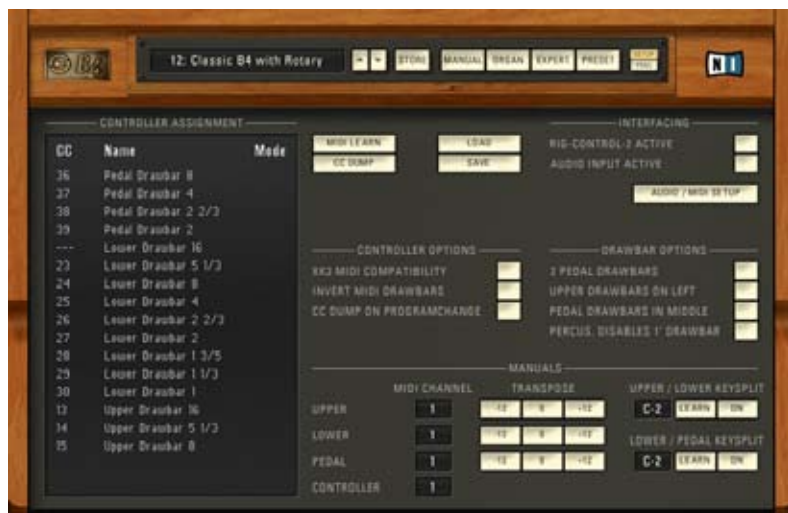 B4
12: Classic B4 with Rotary
STORE MANUAL ORGAN EXPERT PRESET SETUP
N I
CONTROLLER ASSIGNMENT
CC Name Mode
36 Pedal Drawbar 8
37 Pedal Drawbar 4
38 Pedal Drawbar 2 2/3
39 Pedal Drawbar 2
--- Lower Drawbar 16
23 Lower Drawbar 5 1/3
24 Lower Drawbar 8
25 Lower Drawbar 4
26 Lower Drawbar 2 2/3
27 Lower Drawbar 2
28 Lower Drawbar 1 3/5
29 Lower Drawbar 1 1/3
30 Lower Drawbar 1
13 Upper Drawbar 16
14 Upper Drawbar 5 1/3
15 Upper Drawbar 8
MIDI LEARN LOAD
CC DUMP SAVE
INTERFACING
RIG-CONTROL-2 ACTIVE
AUDIO INPUT ACTIVE
AUDIO / MIDI SETUP
CONTROLLER OPTIONS
XK3 MIDI COMPATIBILITY
INVERT MIDI DRAWBARS
CC DUMP ON PROGRAMCHANGE
DRAWBAR OPTIONS
2 PEDAL DRAWBARS
UPPER DRAWBARS ON LEFT
PEDAL DRAWBARS IN MIDDLE
PERCUS. DISABLES 1' DRAWBAR
MANUALS
MIDI CHANNEL TRANSPOSE UPPER / LOWER KEYSPLIT
UPPER 1 -12 0 +12 C-2 LEARN ON
LOWER 1 -12 0 +12 LOWER / PEDAL KEYSPLIT
PEDAL 1 -12 0 +12 C-2 LEARN ON
CONTROLLER 1